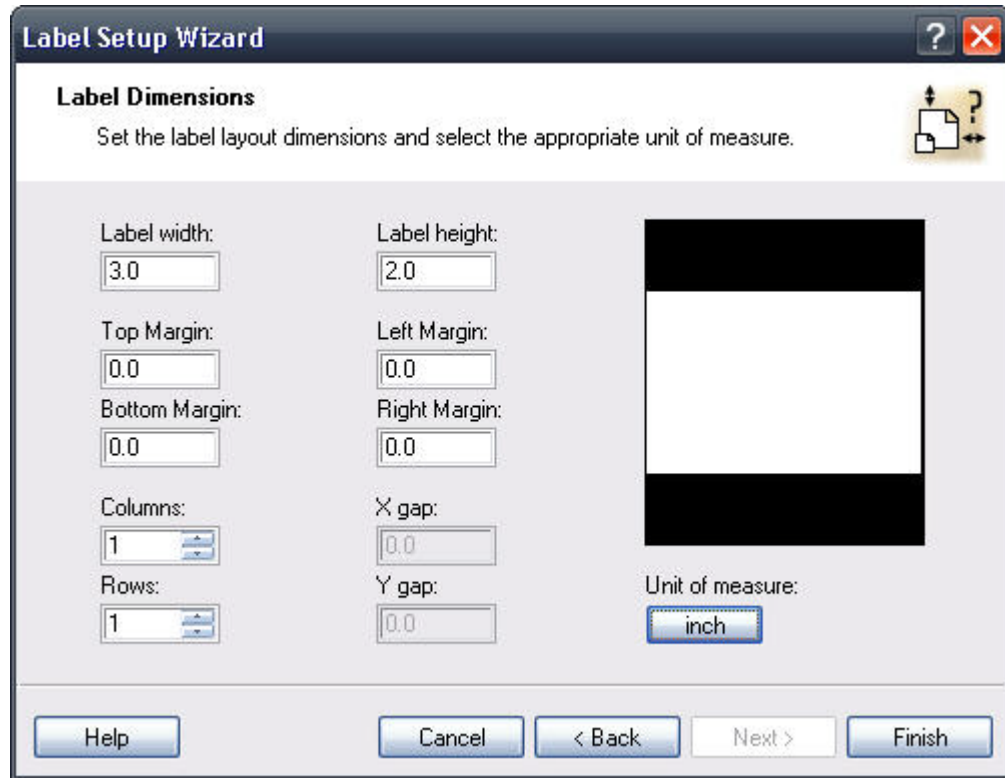 Label Setup Wizard
?
Label Dimensions
Set the label layout dimensions and select the appropriate unit of measure.
?
Label width: Label height:
3.0 2.0
Top Margin: Left Margin:
0.0 0.0
Bottom Margin: Right Margin:
0.0 0.0
Columns: X gap:
1 0.0
Rows: Y gap: Unit of measure:
1 0.0 inch
Help Cancel < Back Next > Finish